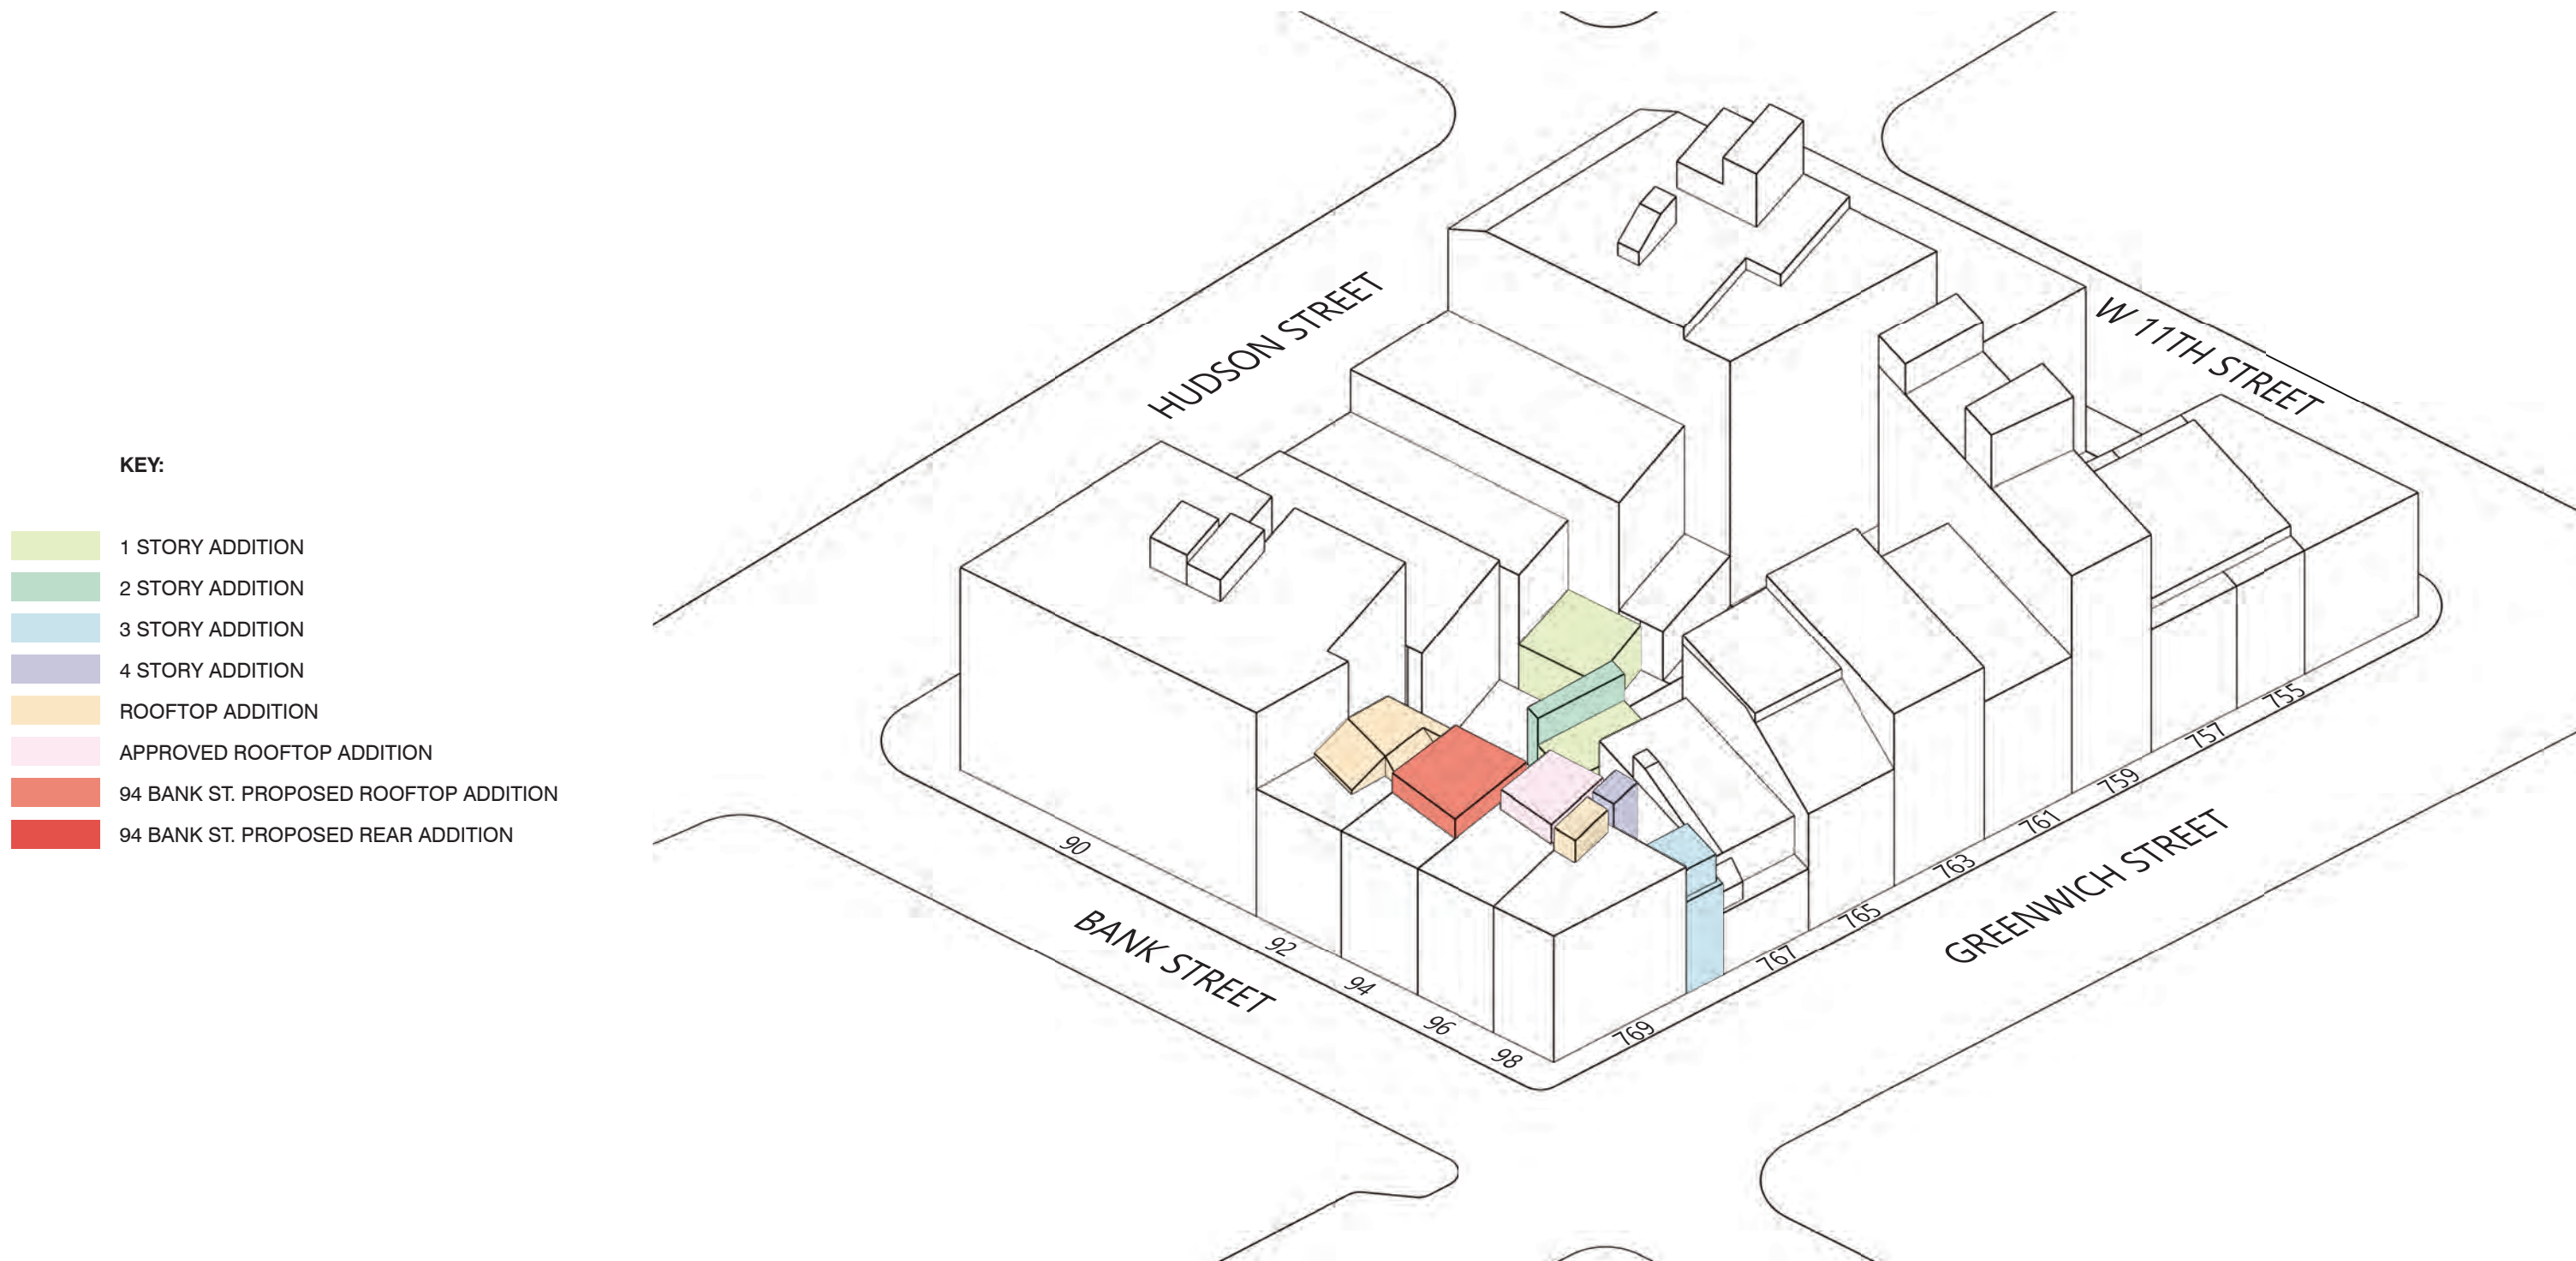 KEY:
1 STORY ADDITION
2 STORY ADDITION
3 STORY ADDITION
4 STORY ADDITION
ROOFTOP ADDITION
APPROVED ROOFTOP ADDITION
94 BANK ST. PROPOSED ROOFTOP ADDITION
94 BANK ST. PROPOSED REAR ADDITION
HUDSON STREET
W 11TH STREET
BANK STREET
GREENWICH STREET
90
92
94
96
98
769
767
765
763
761
759
757
755